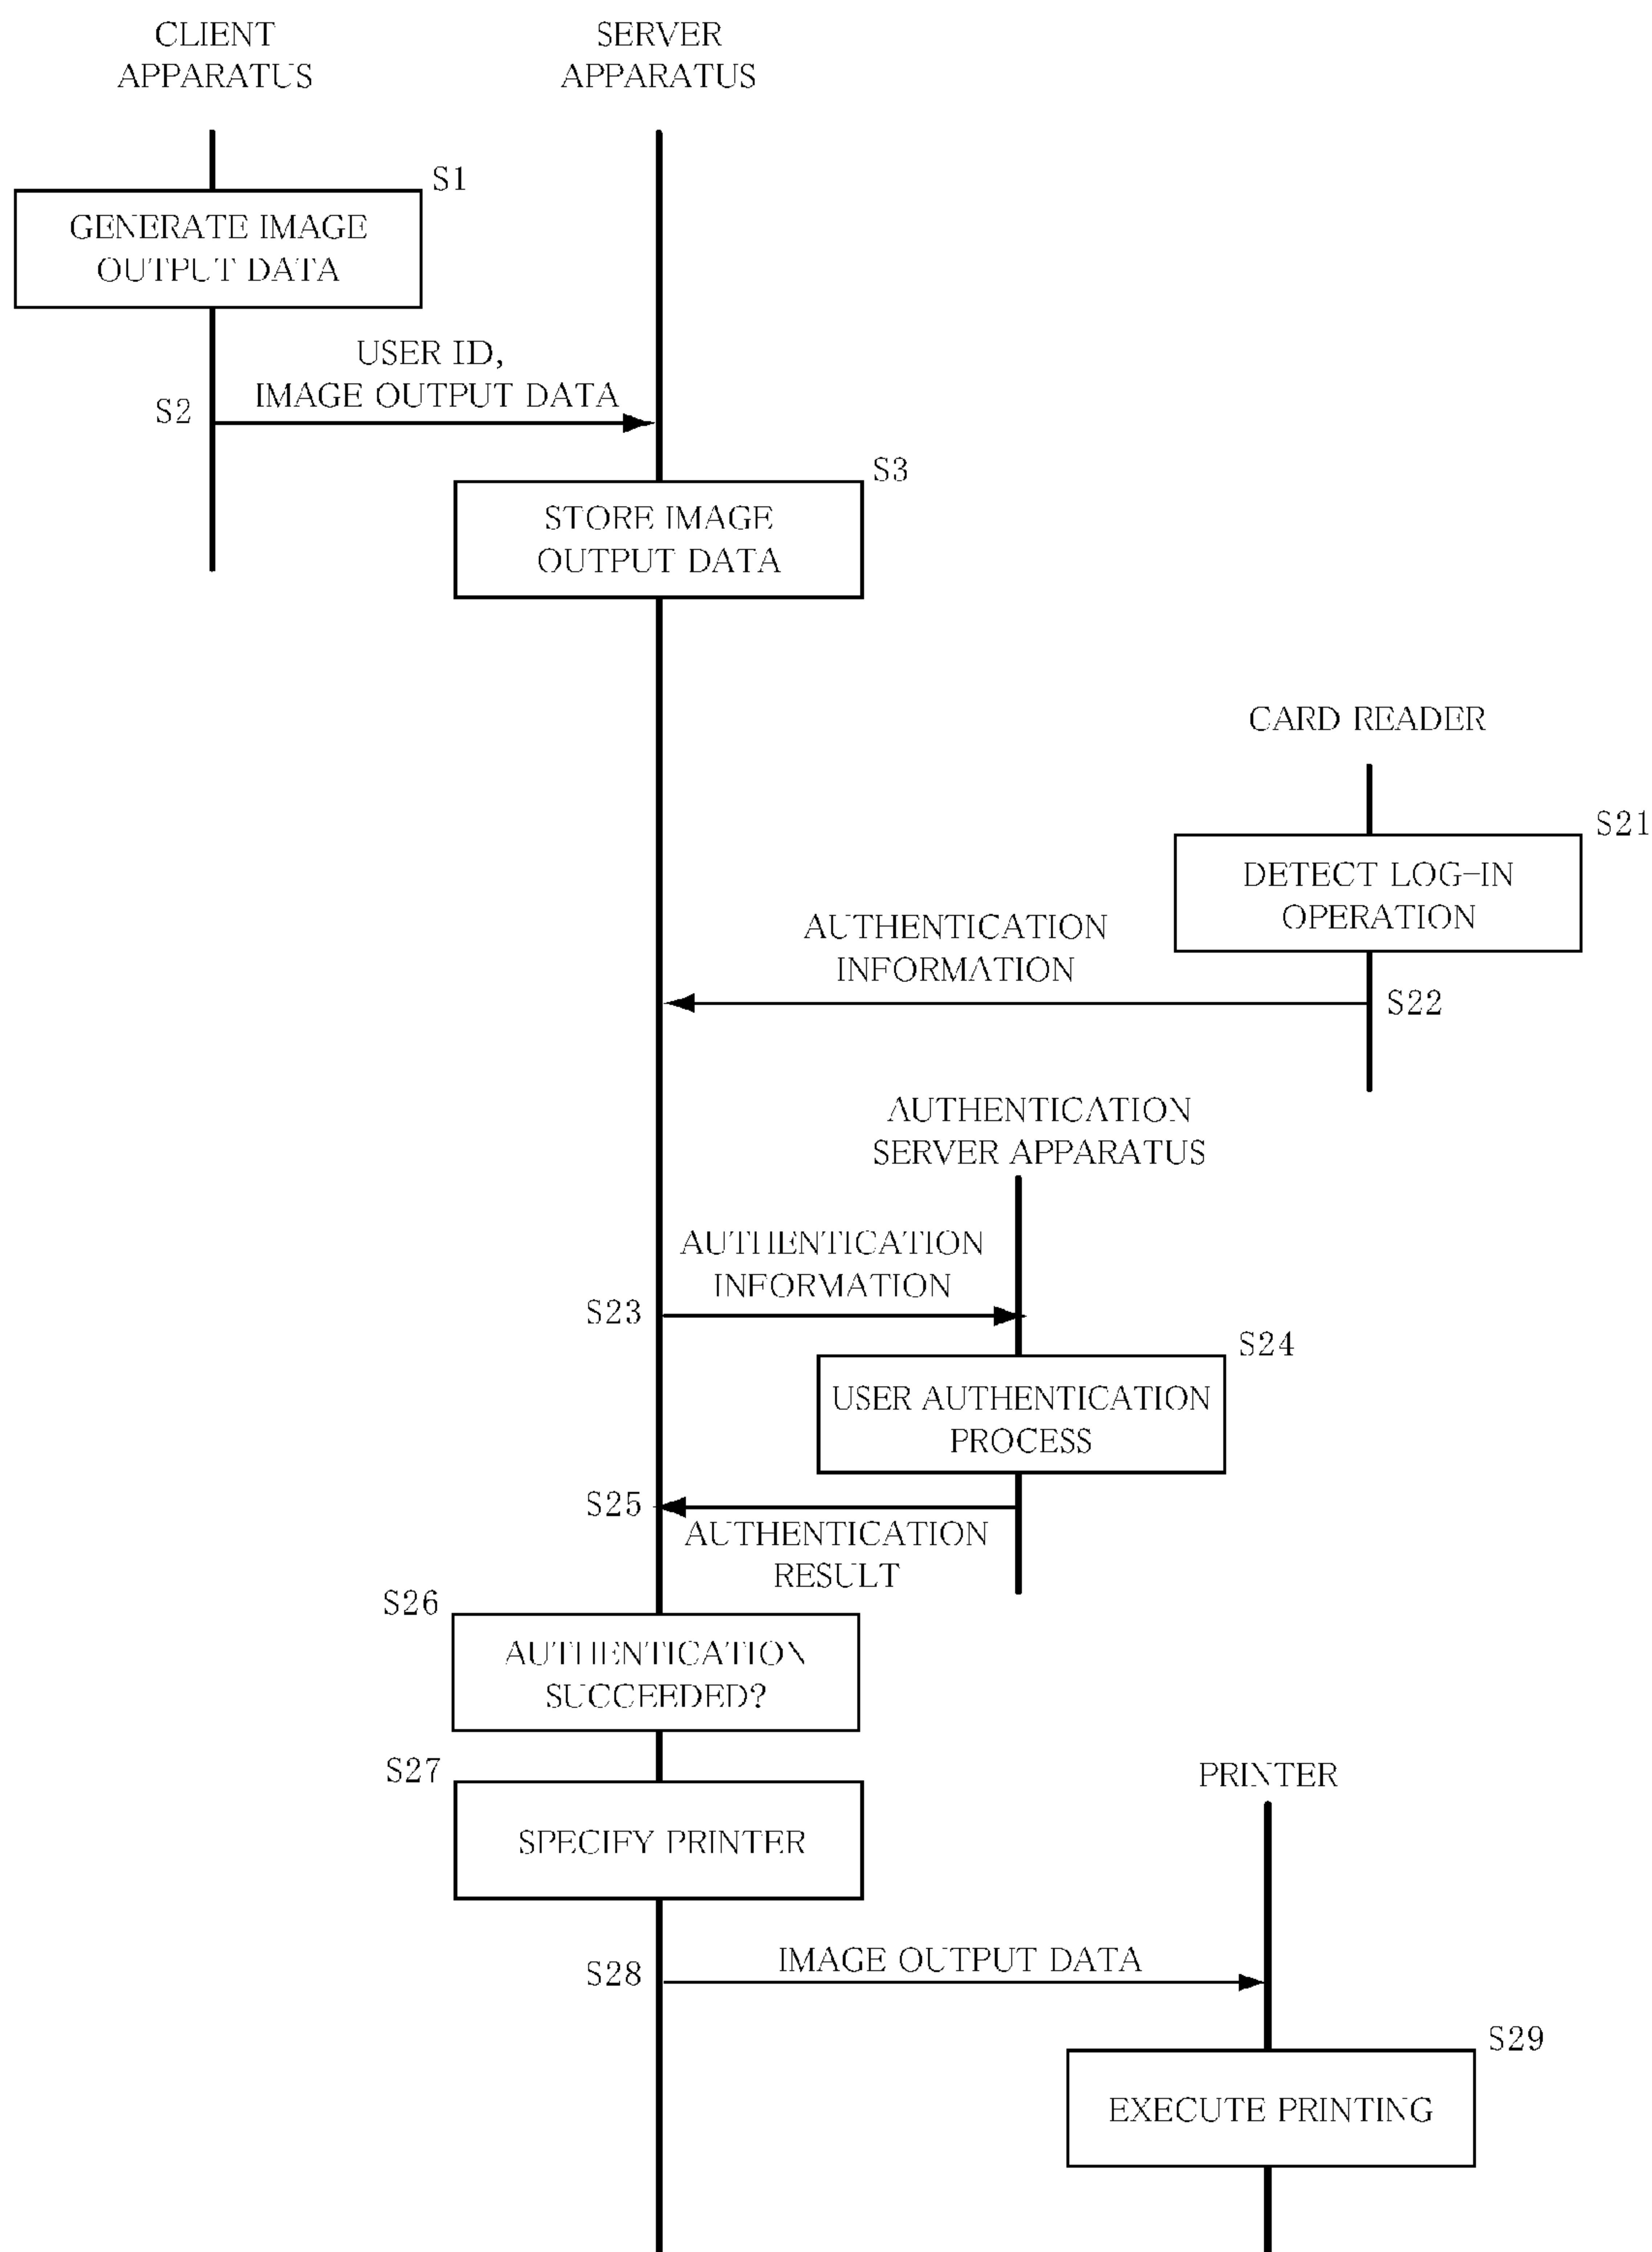 CLIENT
APPARATUS
SERVER
APPARATUS
S1
GENERATE IMAGE
OUTPUT DATA
USER ID,
IMAGE OUTPUT DATA
S2
S3
STORE IMAGE
OUTPUT DATA
CARD READER
S21
DETECT LOG-IN
OPERATION
AUTHENTICATION
INFORMATION
S22
AUTHENTICATION
SERVER APPARATUS
AUTHENTICATION
INFORMATION
S23
S24
USER AUTHENTICATION
PROCESS
S25
AUTHENTICATION
RESULT
S26
AUTHENTICATION
SUCCEEDED?
S27
SPECIFY PRINTER
PRINTER
IMAGE OUTPUT DATA
S28
S29
EXECUTE PRINTING